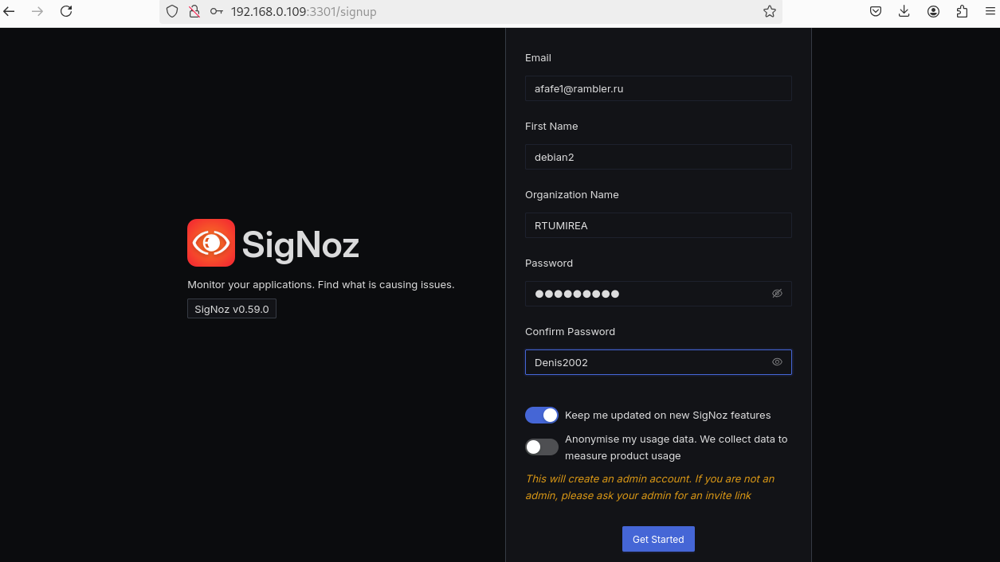 192.168.0.109:3301/signup
Email
afafe1@rambler.ru
First Name
debian2
Organization Name
RTUMIREA
SigNoz
Password
●●●●●●●●●
Monitor your applications. Find what is causing issues.
SigNoz v0.59.0
Confirm Password
Denis2002
Keep me updated on new SigNoz features
Anonymise my usage data. We collect data to
measure product usage
This will create an admin account. If you are not an
admin, please ask your admin for an invite link
Get Started